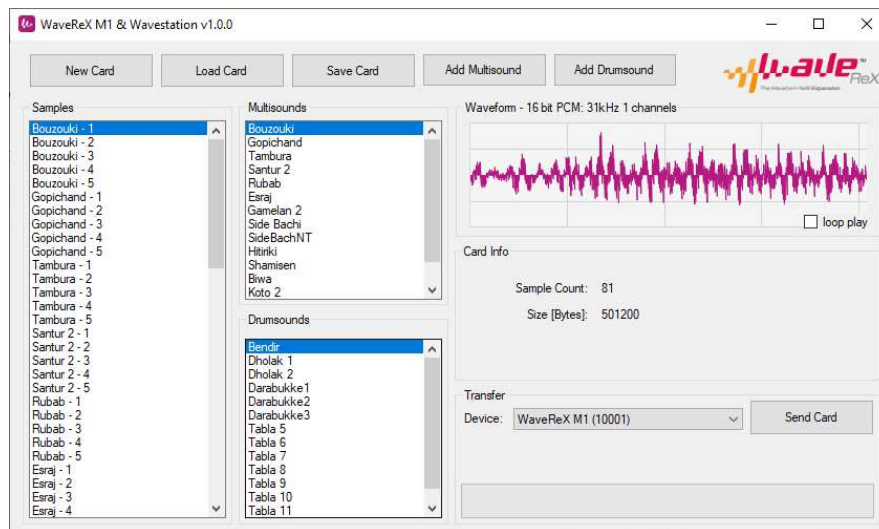 WaveReX M1 & Wavestation v1.0.0
New Card
Load Card
Save Card
Add Multisound
Add Drumsound
wave ReX
Samples
Bouzouki - 1
Bouzouki - 2
Bouzouki - 3
Bouzouki - 4
Bouzouki - 5
Gopichand - 1
Gopichand - 2
Gopichand - 3
Gopichand - 4
Gopichand - 5
Tambura - 1
Tambura - 2
Tambura - 3
Tambura - 4
Tambura - 5
Santur 2 - 1
Santur 2 - 2
Santur 2 - 3
Santur 2 - 4
Santur 2 - 5
Rubab - 1
Rubab - 2
Rubab - 3
Rubab - 4
Rubab - 5
Esraj - 1
Esraj - 2
Esraj - 3
Esraj - 4
Multisounds
Bouzouki
Gopichand
Tambura
Santur 2
Rubab
Esraj
Gamelan 2
Side Bachi
SideBachNT
Hitiriki
Shamisen
Biwa
Koto 2
Drumsounds
Bendir
Dholak 1
Dholak 2
Darabukke1
Darabukke2
Darabukke3
Tabla 5
Tabla 6
Tabla 7
Tabla 8
Tabla 9
Tabla 10
Tabla 11
Waveform - 16 bit PCM: 31kHz 1 channels
loop play
Card Info
Sample Count: 81
Size [Bytes]: 501200
Transfer
Device: WaveReX M1 (10001)
Send Card